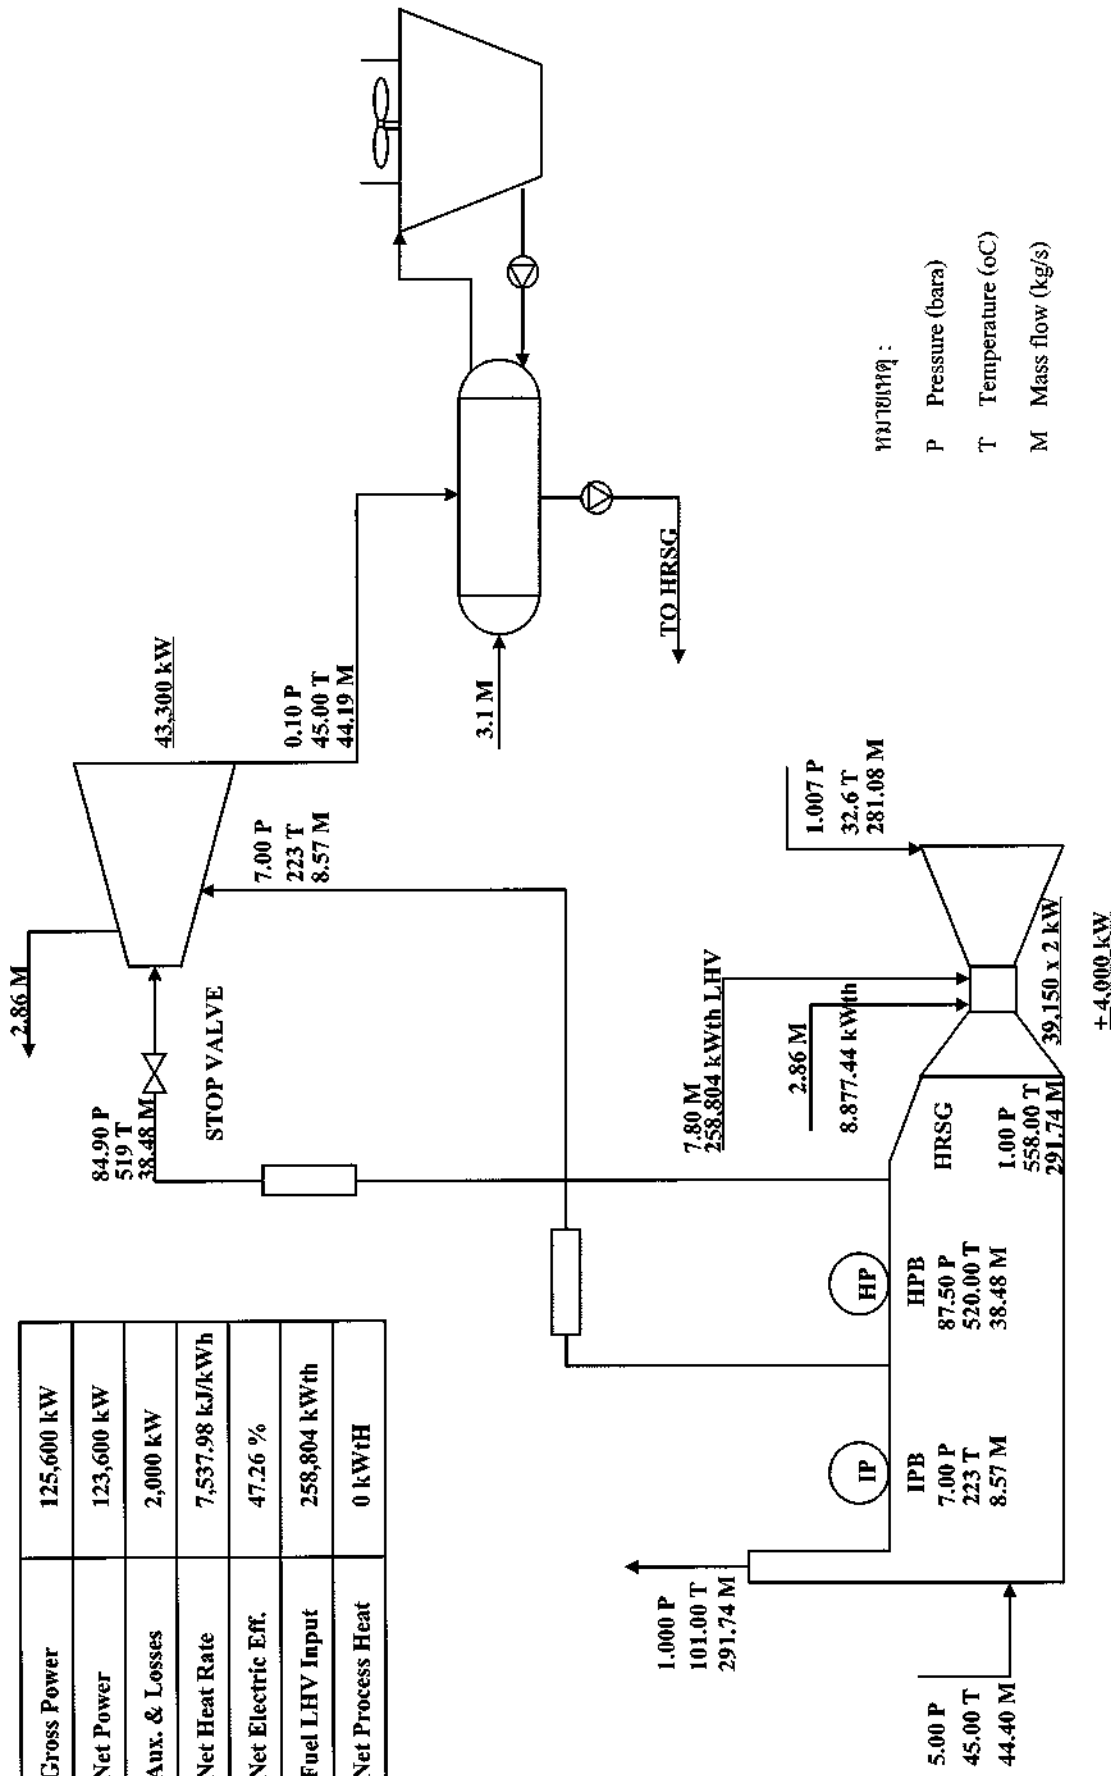 Gross Power 125,600 kW
Net Power 123,600 kW
Aux. & Losses 2,000 kW
Net Heat Rate 7,537.98 kJ/kWh
Net Electric Eff. 47.26 %
Fuel LHV Input 258,804 kWth
Net Process Heat 0 kWtH
2.86 M
84.90 P
519 T
38.48 M
STOP VALVE
43,300 kW
7.00 P
223 T
8.57 M
0.10 P
45.00 T
44.19 M
3.1 M
TO HRSG
1.000 P
101.00 T
291.74 M
5.00 P
45.00 T
44.40 M
IP
IPB
7.00 P
223 T
8.57 M
HP
HPB
87.50 P
520.00 T
38.48 M
7.80 M
258.804 kWth LHV
2.86 M
8.877.44 kWth
HRSG
1.00 P
558.00 T
291.74 M
1.007 P
32.6 T
281.08 M
39,150 x 2 kW
± 4,000 kW
หมายเหตุ :
P Pressure (bara)
T Temperature (oC)
M Mass flow (kg/s)